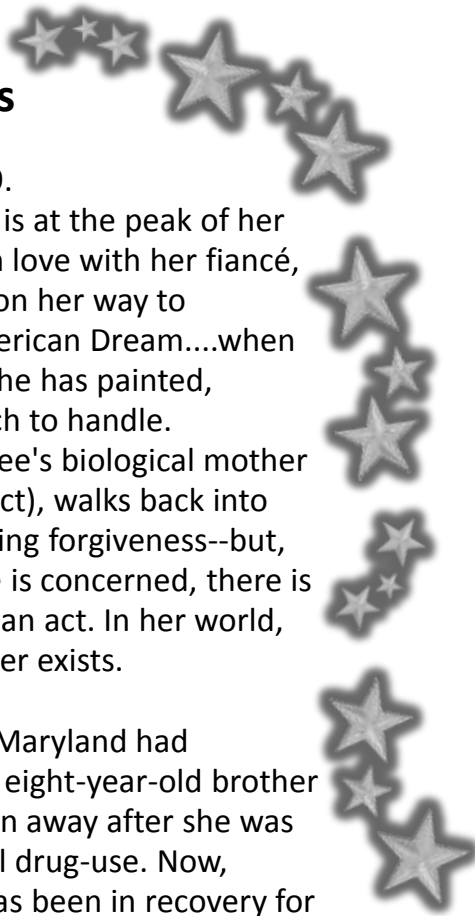 s
).
is at the peak of her
love with her fiancé,
on her way to
erican Dream....when
he has painted,
ch to handle.
ee's biological mother
ct), walks back into
ing forgiveness--but,
is concerned, there is
an act. In her world,
er exists.
Maryland had
eight-year-old brother
n away after she was
l drug-use. Now,
as been in recovery for